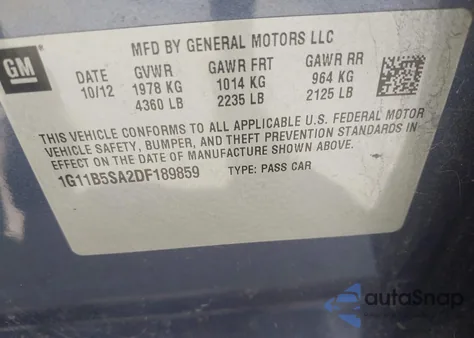 GM
MFD BY GENERAL MOTORS LLC
DATE GVWR GAWR FRT GAWR RR
10/12 1978 KG 1014 KG 964 KG
4360 LB 2235 LB 2125 LB
THIS VEHICLE CONFORMS TO ALL APPLICABLE U.S. FEDERAL MOTOR
VEHICLE SAFETY, BUMPER, AND THEFT PREVENTION STANDARDS IN
EFFECT ON THE DATE OF MANUFACTURE SHOWN ABOVE.
1G11B5SA2DF189859 TYPE: PASS CAR
autoSnap